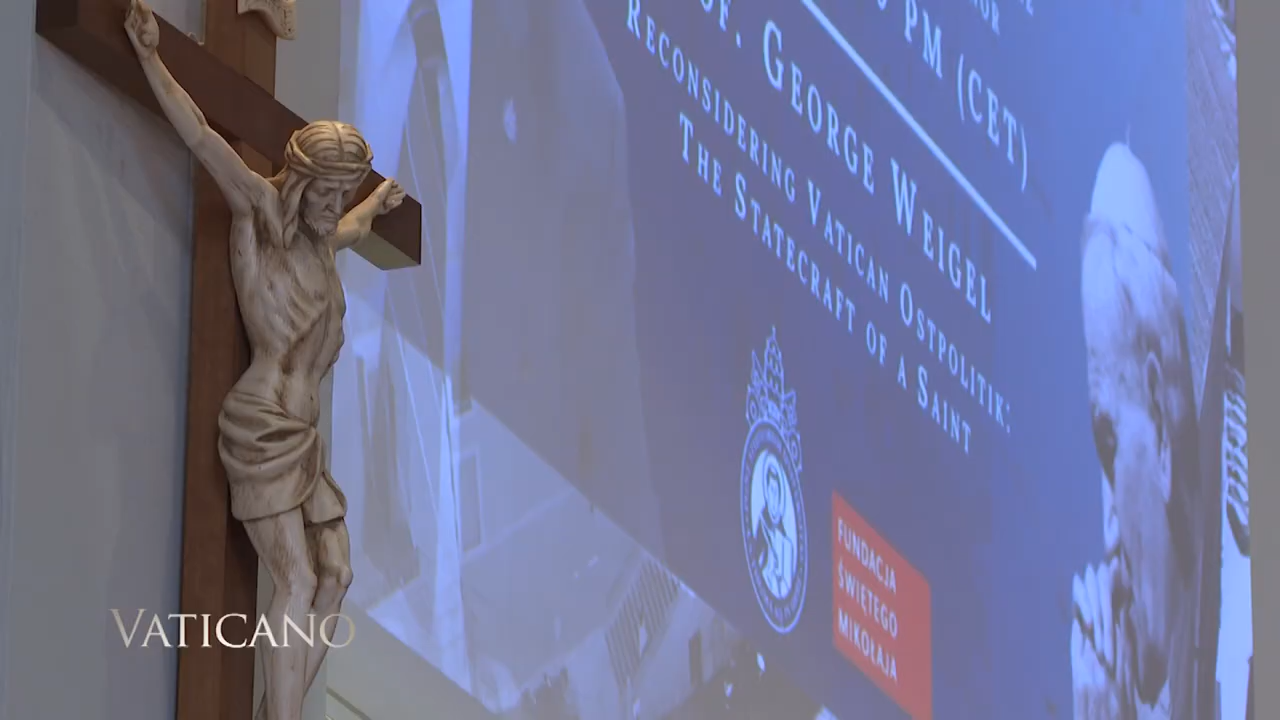 PM (CET)
GEORGE WEIGEL
RECONSIDERING VATICAN OSTPOLITIK:
THE STATECRAFT OF A SAINT
FUNDACJA
ŚWIĘTEGO
MIKOŁAJA
VATICANO